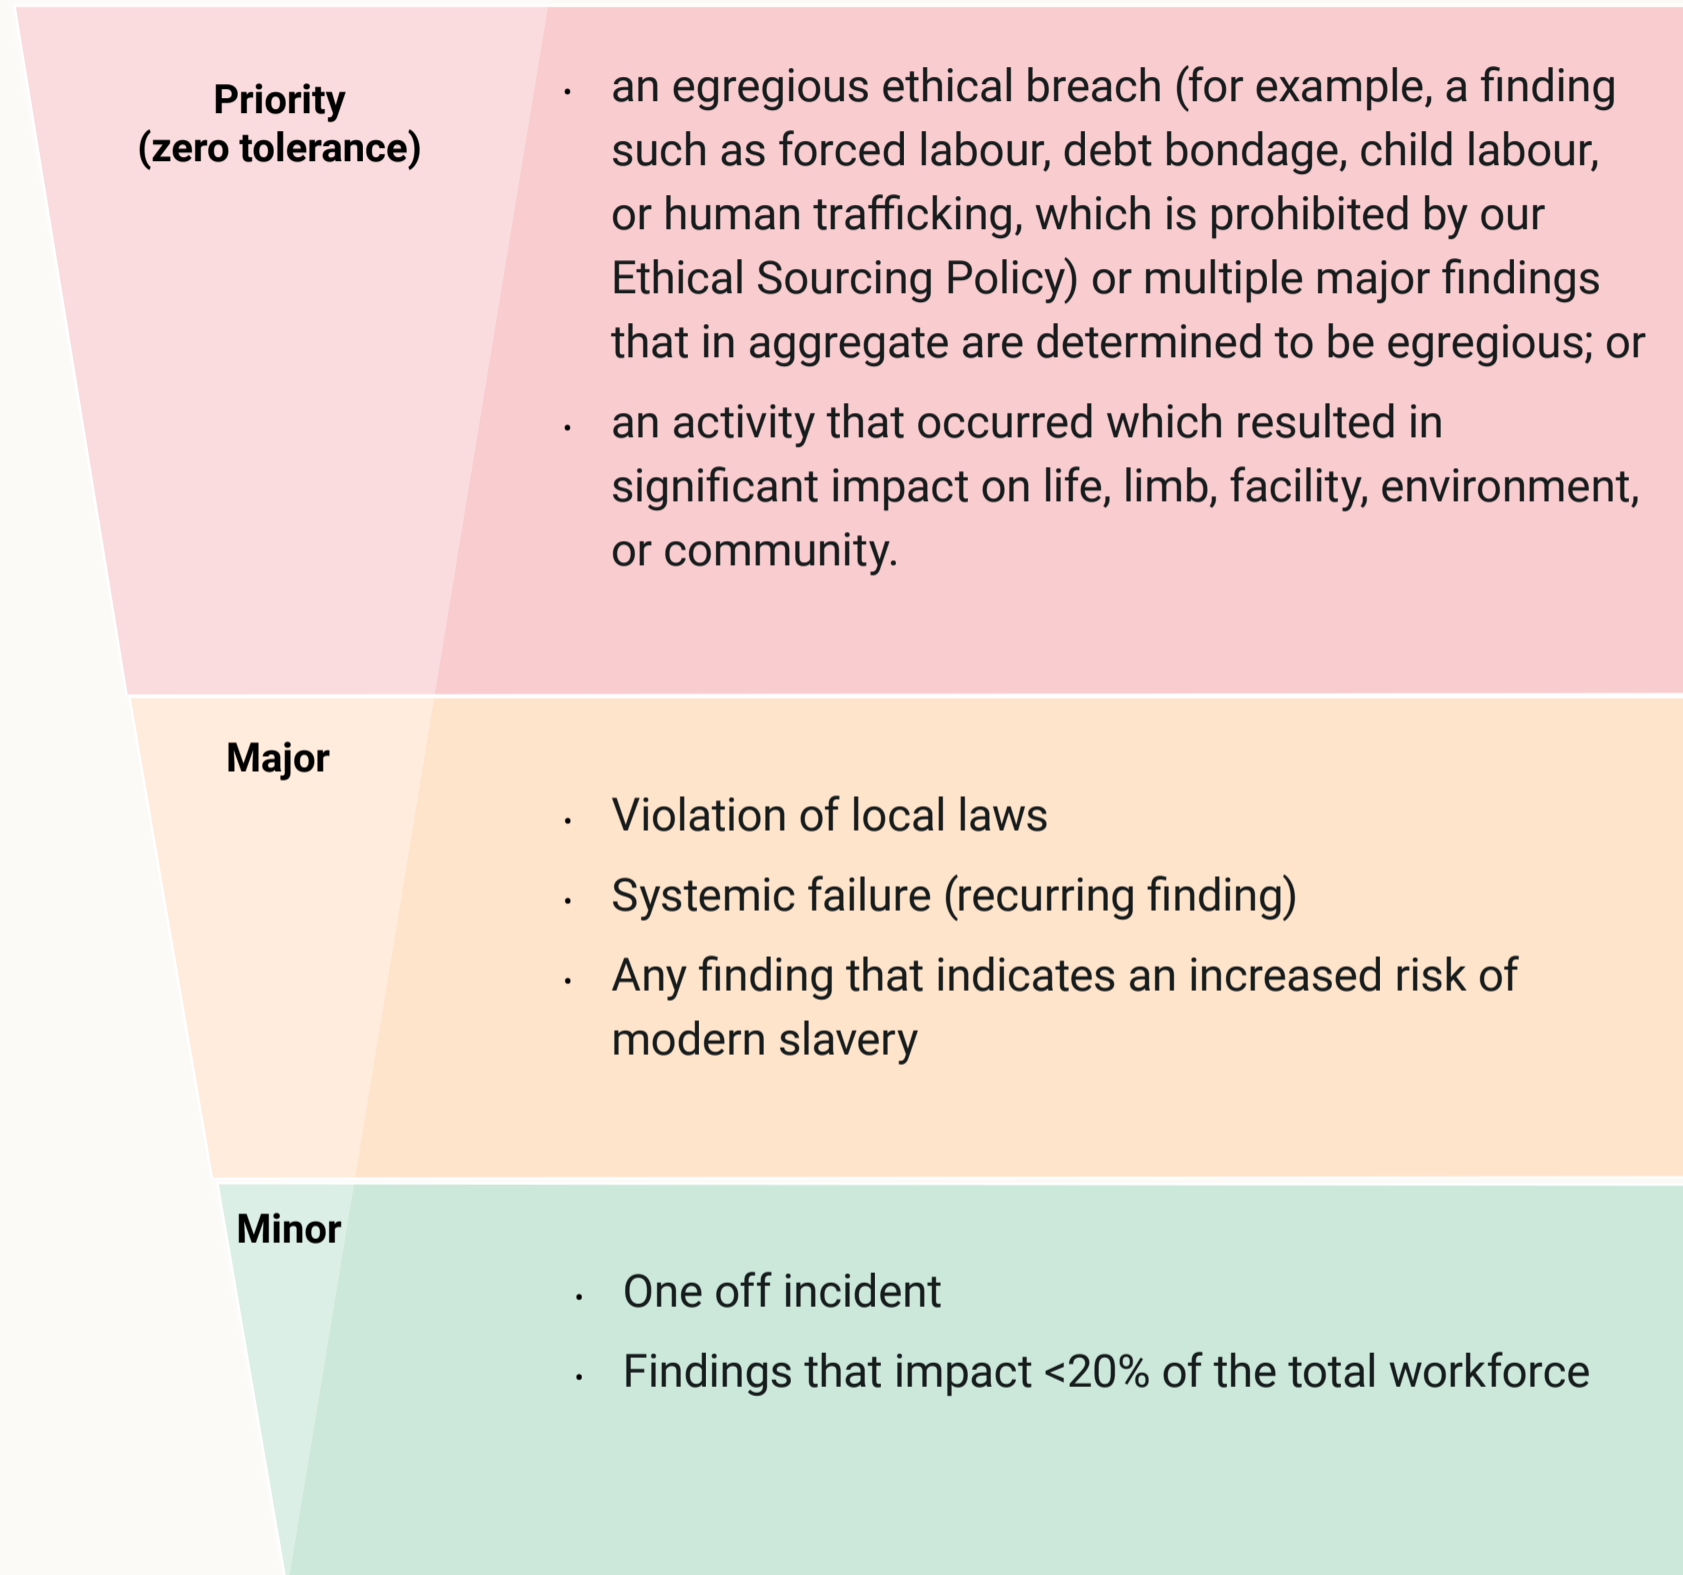 Priority
(zero tolerance)
· an egregious ethical breach (for example, a finding
such as forced labour, debt bondage, child labour,
or human trafficking, which is prohibited by our
Ethical Sourcing Policy) or multiple major findings
that in aggregate are determined to be egregious; or
· an activity that occurred which resulted in
significant impact on life, limb, facility, environment,
or community.
Major
· Violation of local laws
· Systemic failure (recurring finding)
· Any finding that indicates an increased risk of
modern slavery
Minor
· One off incident
· Findings that impact <20% of the total workforce